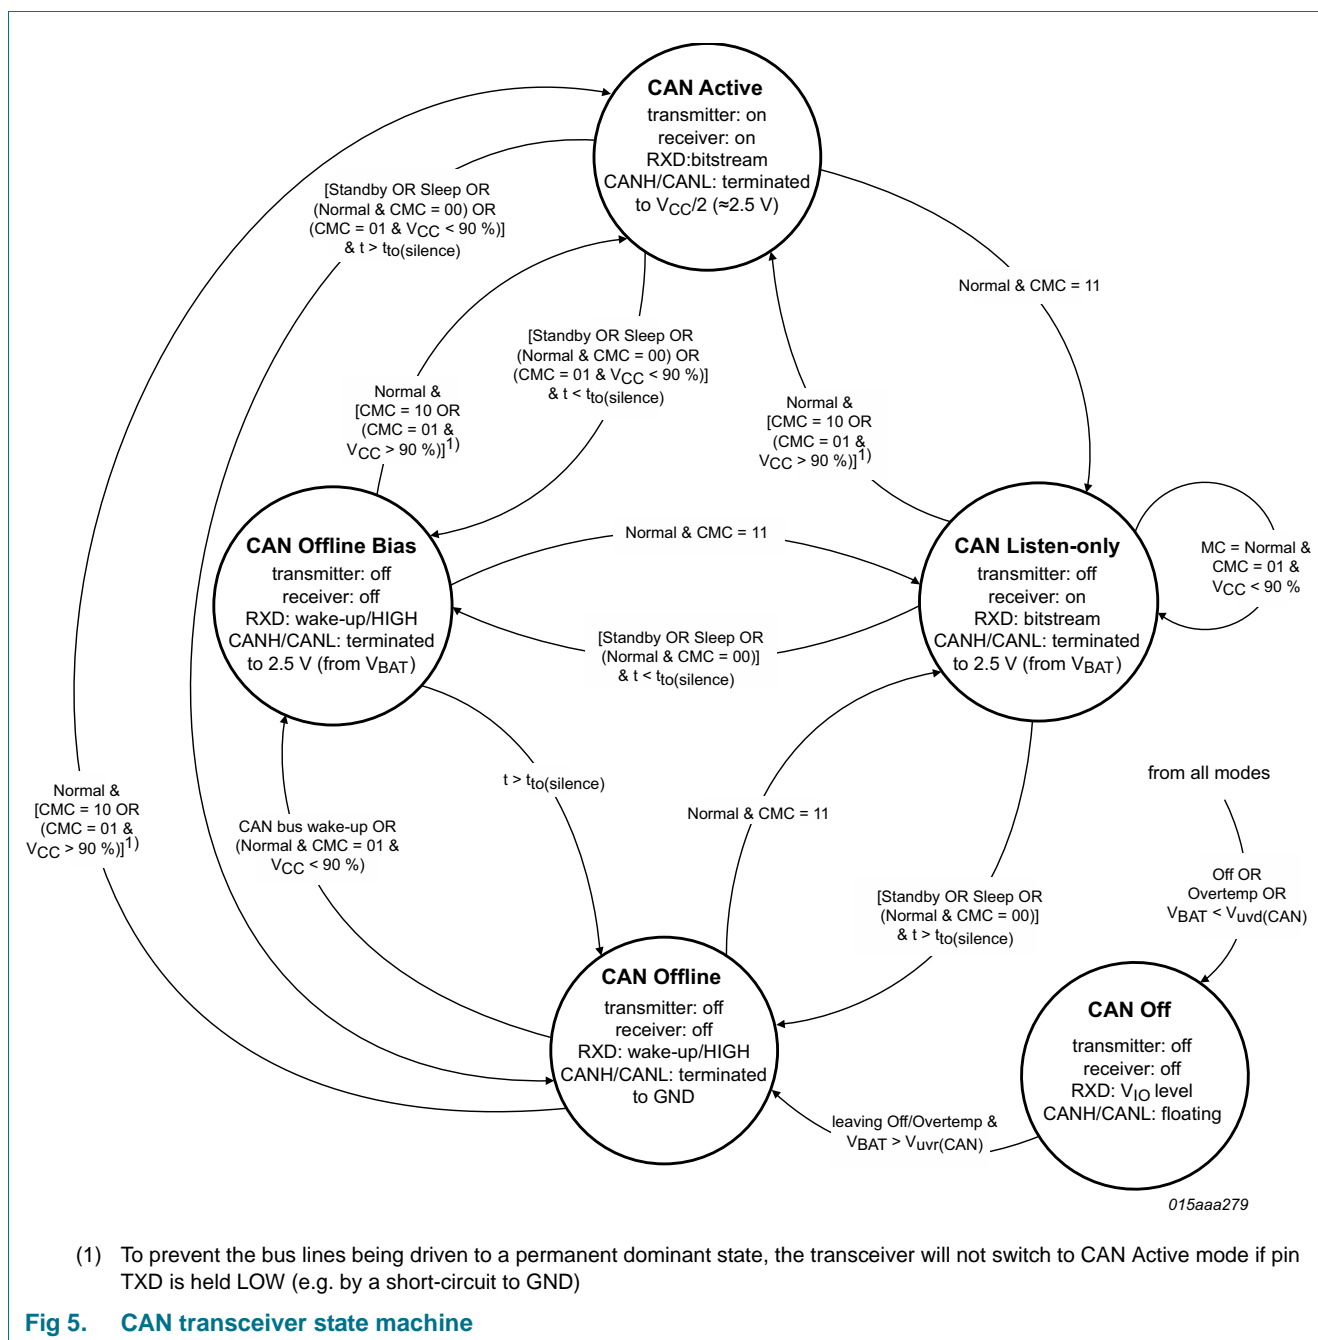 CAN Active
transmitter: on
receiver: on
RXD:bitstream
CANH/CANL: terminated
to VCC/2 (≈2.5 V)
[Standby OR Sleep OR
(Normal & CMC = 00) OR
(CMC = 01 & VCC < 90 %)]
& t > tto(silence)
Normal & CMC = 11
[Standby OR Sleep OR
(Normal & CMC = 00) OR
(CMC = 01 & VCC < 90 %)]
& t < tto(silence)
Normal &
[CMC = 10 OR
(CMC = 01 &
VCC > 90 %)]1)
Normal &
[CMC = 10 OR
(CMC = 01 &
VCC > 90 %)]1)
CAN Offline Bias
transmitter: off
receiver: off
RXD: wake-up/HIGH
CANH/CANL: terminated
to 2.5 V (from VBAT)
Normal & CMC = 11
CAN Listen-only
transmitter: off
receiver: on
RXD: bitstream
CANH/CANL: terminated
to 2.5 V (from VBAT)
MC = Normal &
CMC = 01 &
VCC < 90 %
[Standby OR Sleep OR
(Normal & CMC = 00)]
& t < tto(silence)
t > tto(silence)
from all modes
Normal &
[CMC = 10 OR
(CMC = 01 &
VCC > 90 %)]1)
CAN bus wake-up OR
(Normal & CMC = 01 &
VCC < 90 %)
Normal & CMC = 11
Off OR
Overtemp OR
VBAT < Vuvd(CAN)
[Standby OR Sleep OR
(Normal & CMC = 00)]
& t > tto(silence)
CAN Offline
transmitter: off
receiver: off
RXD: wake-up/HIGH
CANH/CANL: terminated
to GND
CAN Off
transmitter: off
receiver: off
RXD: VIO level
CANH/CANL: floating
leaving Off/Overtemp &
VBAT > Vuvr(CAN)
015aaa279
(1) To prevent the bus lines being driven to a permanent dominant state, the transceiver will not switch to CAN Active mode if pin
TXD is held LOW (e.g. by a short-circuit to GND)
Fig 5. CAN transceiver state machine